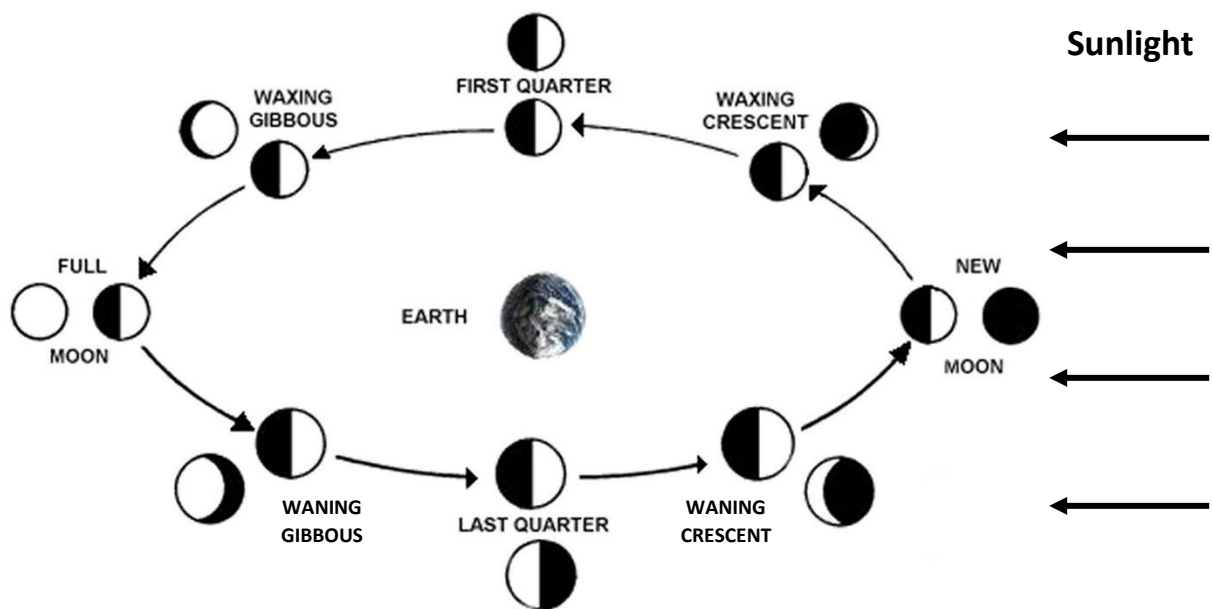 Sunlight
FIRST QUARTER
WAXING
GIBBOUS
WAXING
CRESCENT
FULL
MOON
EARTH
NEW
MOON
WANING
GIBBOUS
LAST QUARTER
WANING
CRESCENT